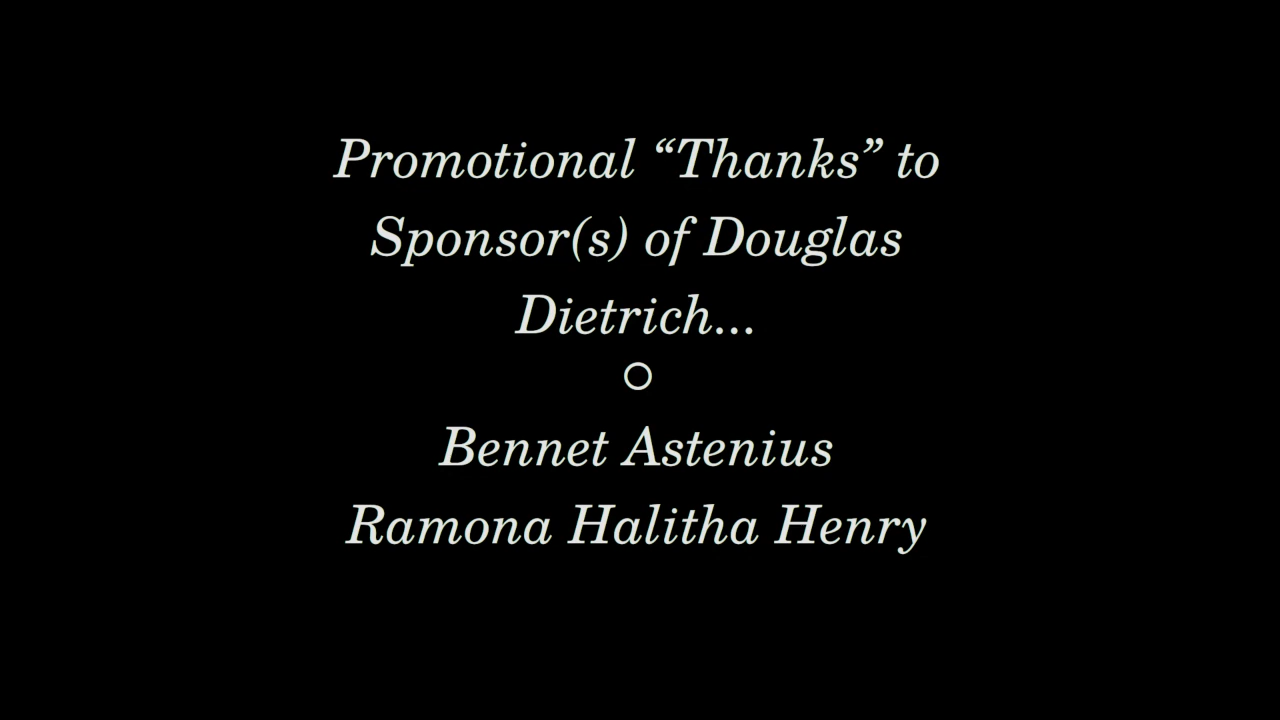 Promotional “Thanks” to
Sponsor(s) of Douglas
Dietrich...
Bennet Astenius
Ramona Halitha Henry